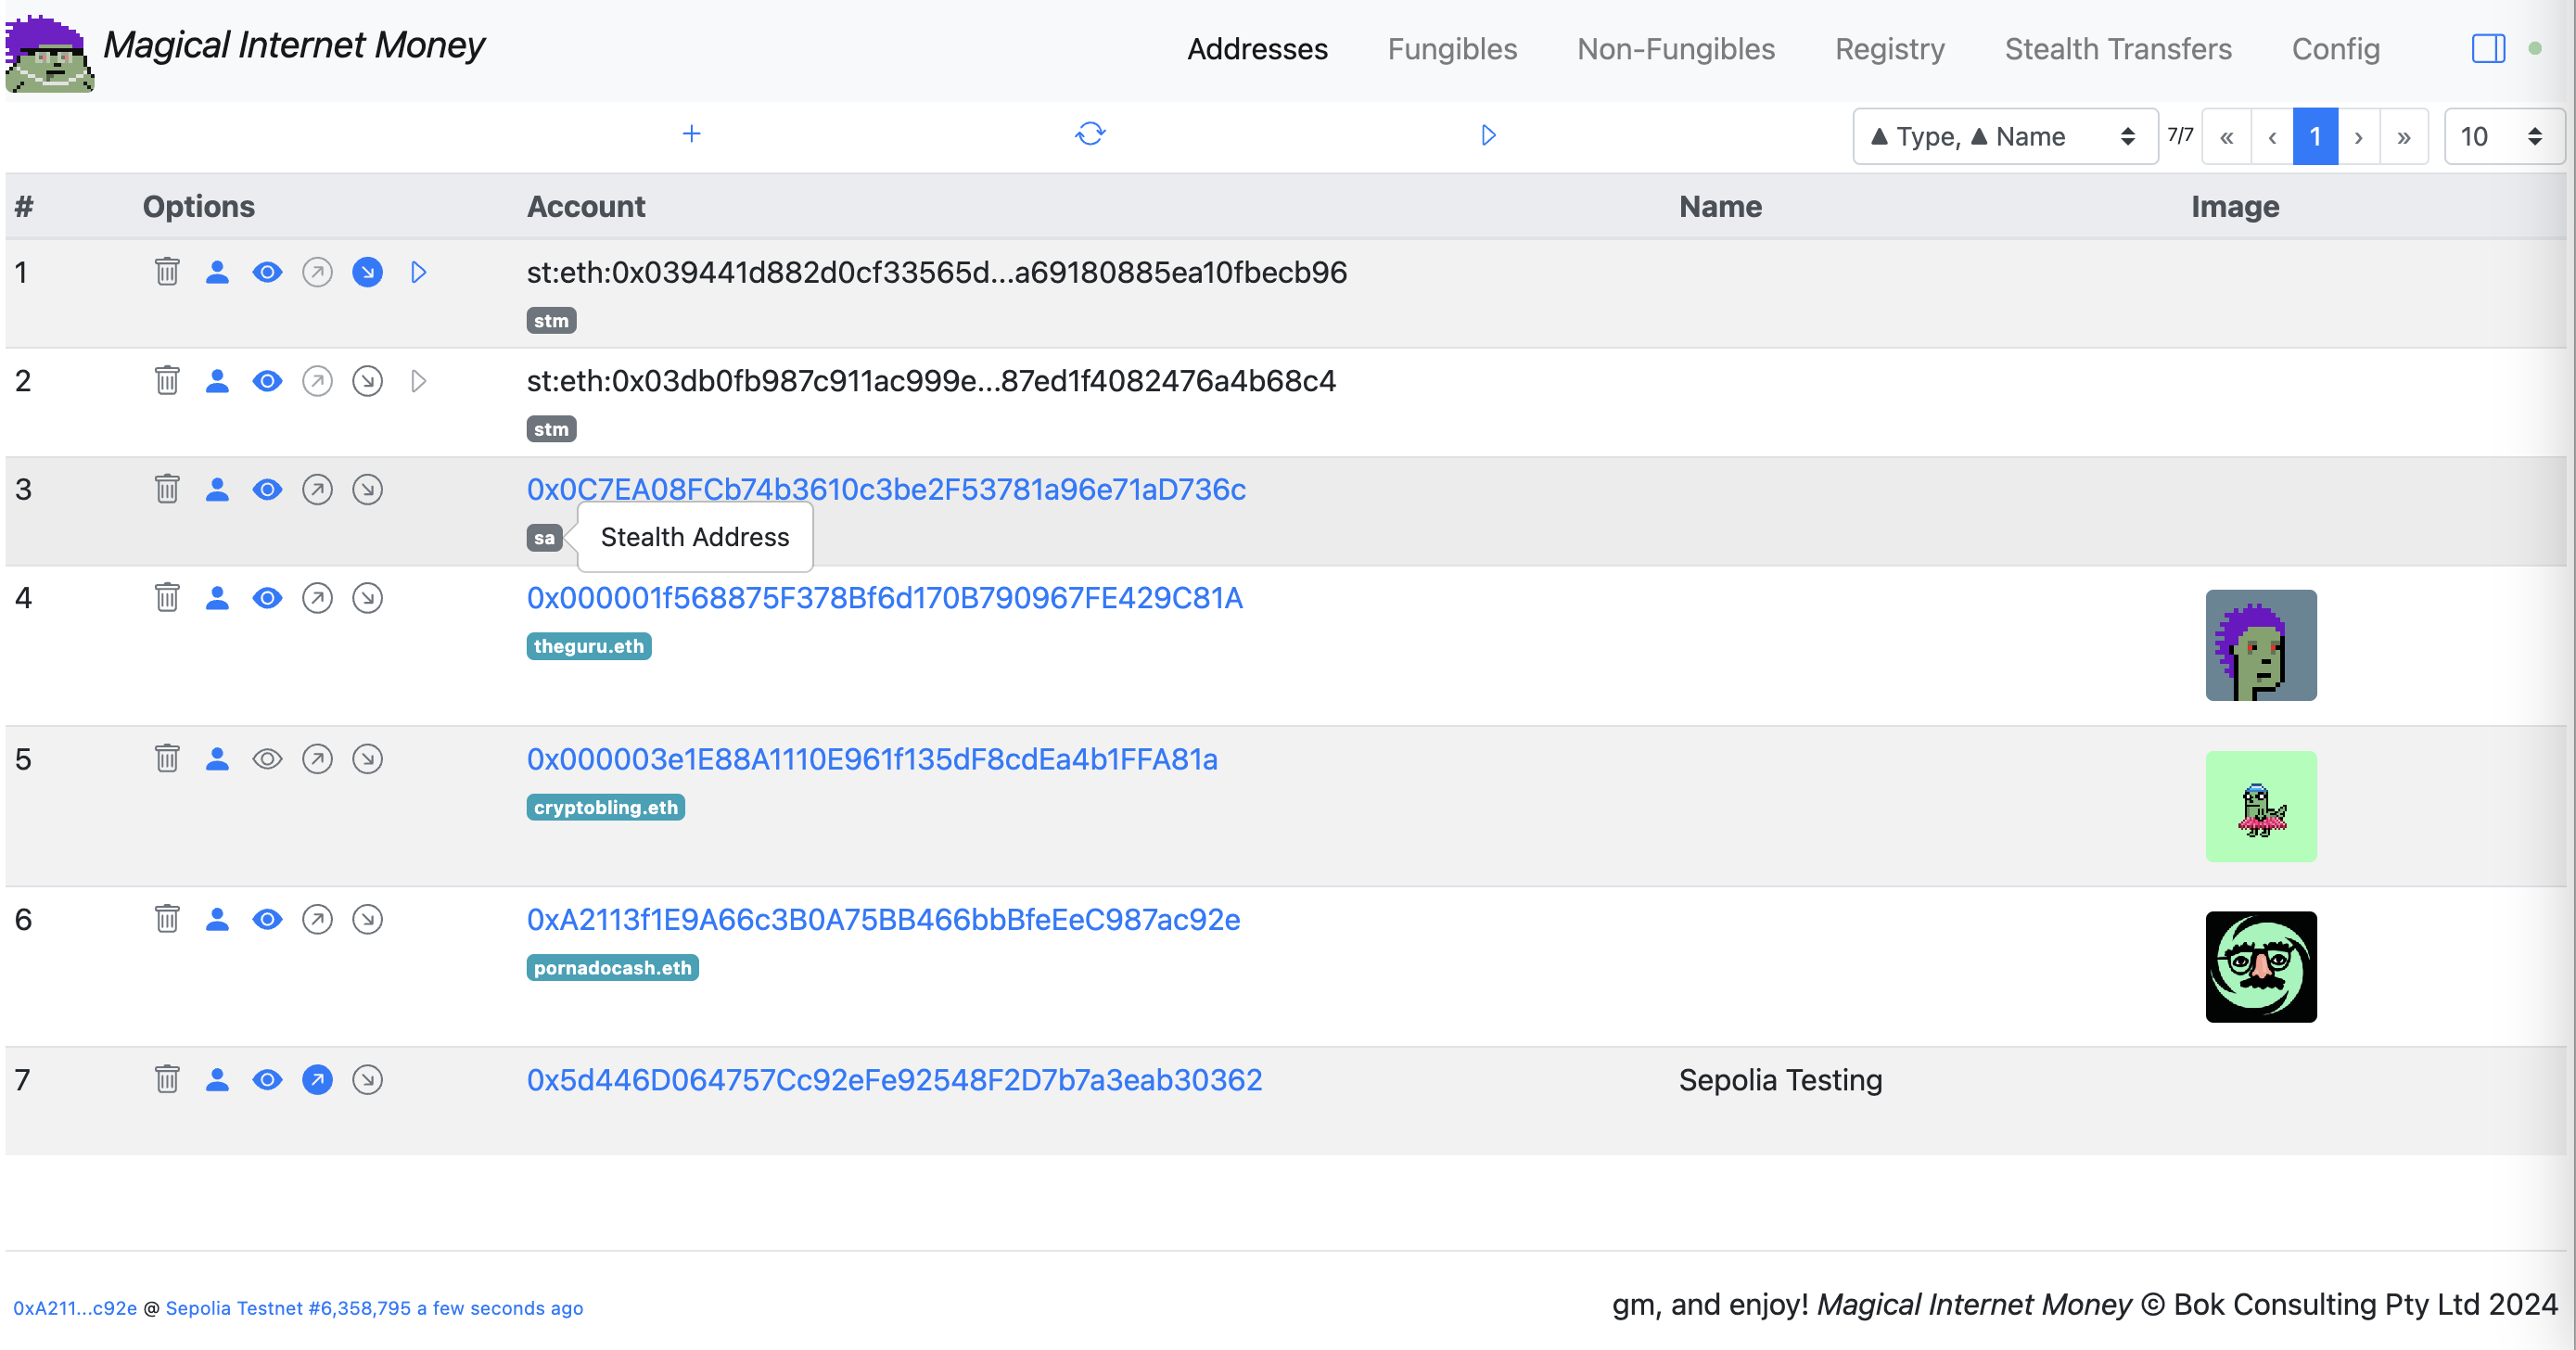 Magical Internet Money
Addresses Fungibles Non-Fungibles Registry Stealth Transfers Config
▲ Type, ▲ Name 7/7 « ‹ 1 › » 10
# Options Account Name Image
1 st:eth:0x039441d882d0cf33565d...a69180885ea10fbecb96
stm
2 st:eth:0x03db0fb987c911ac999e...87ed1f4082476a4b68c4
stm
3 0x0C7EA08FCb74b3610c3be2F53781a96e71aD736c
sa Stealth Address
4 0x000001f568875F378Bf6d170B790967FE429C81A
theguru.eth
5 0x000003e1E88A1110E961f135dF8cdEa4b1FFA81a
cryptobling.eth
6 0xA2113f1E9A66c3B0A75BB466bbBfeEeC987ac92e
pornadocash.eth
7 0x5d446D064757Cc92eFe92548F2D7b7a3eab30362 Sepolia Testing
0xA211...c92e @ Sepolia Testnet #6,358,795 a few seconds ago
gm, and enjoy! Magical Internet Money © Bok Consulting Pty Ltd 2024